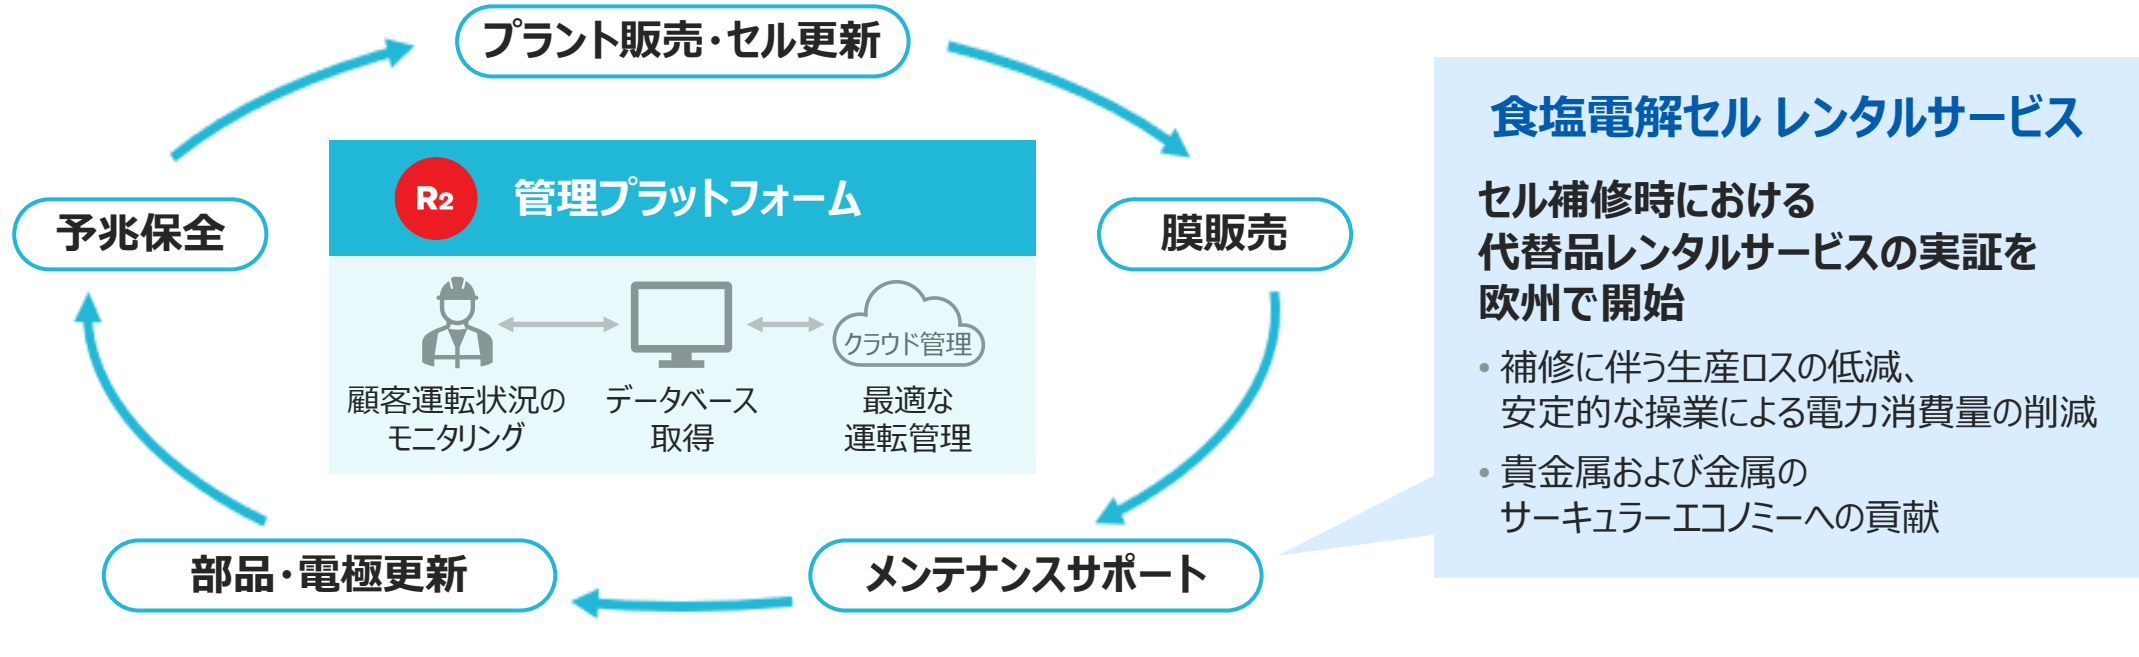 プラント販売・セル更新
予兆保全
膜販売
R2 管理プラットフォーム
クラウド管理
顧客運転状況の
モニタリング
データベース
取得
最適な
運転管理
部品・電極更新
メンテナンスサポート
食塩電解セル レンタルサービス
セル補修時における
代替品レンタルサービスの実証を
欧州で開始
・補修に伴う生産ロスの低減、
安定的な操業による電力消費量の削減
・貴金属および金属の
サーキュラーエコノミーへの貢献